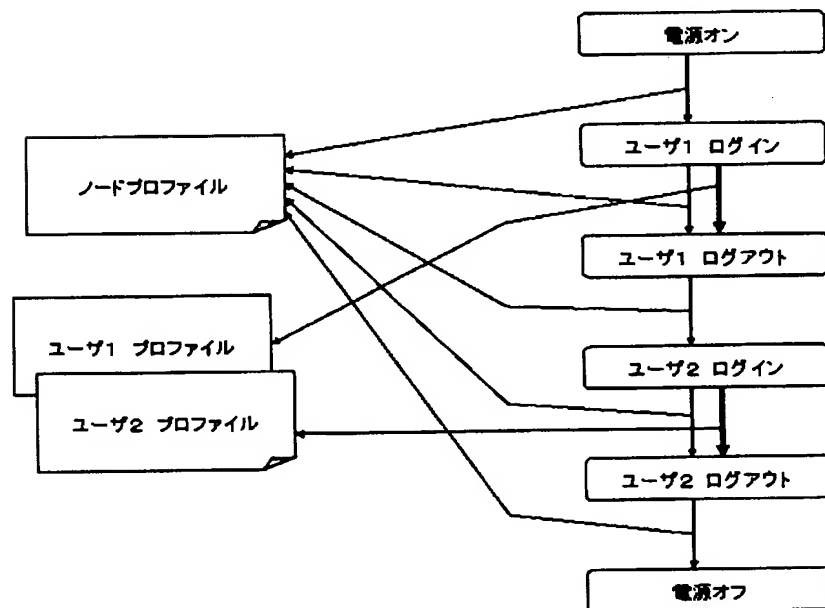 電源オン
ユーザ1 ログイン
ノードプロファイル
ユーザ1 ログアウト
ユーザ1 プロファイル
ユーザ2 ログイン
ユーザ2 プロファイル
ユーザ2 ログアウト
電源オフ